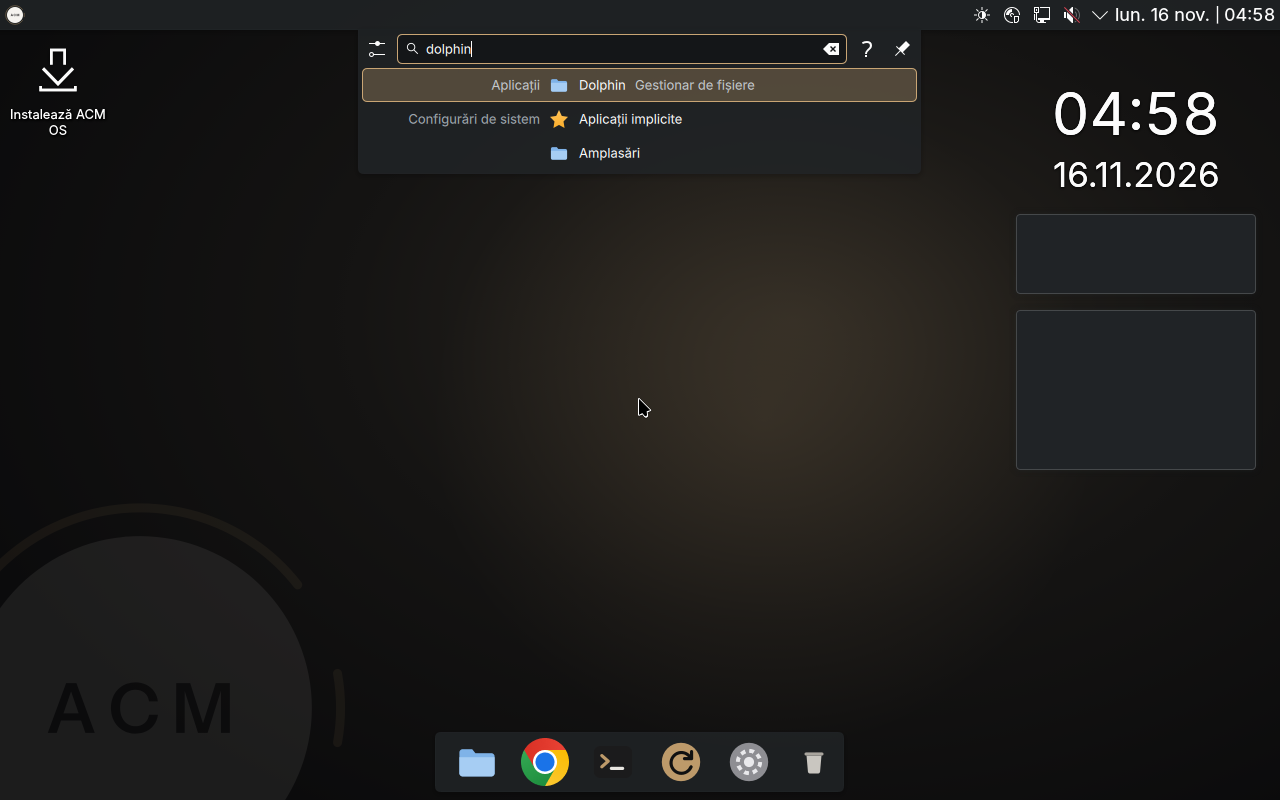 lun. 16 nov. | 04:58
dolphin
?
Aplicații Dolphin Gestionar de fișiere
Configurări de sistem Aplicații implicite
Amplasări
Instalează ACM
OS
04:58
16.11.2026
ACM